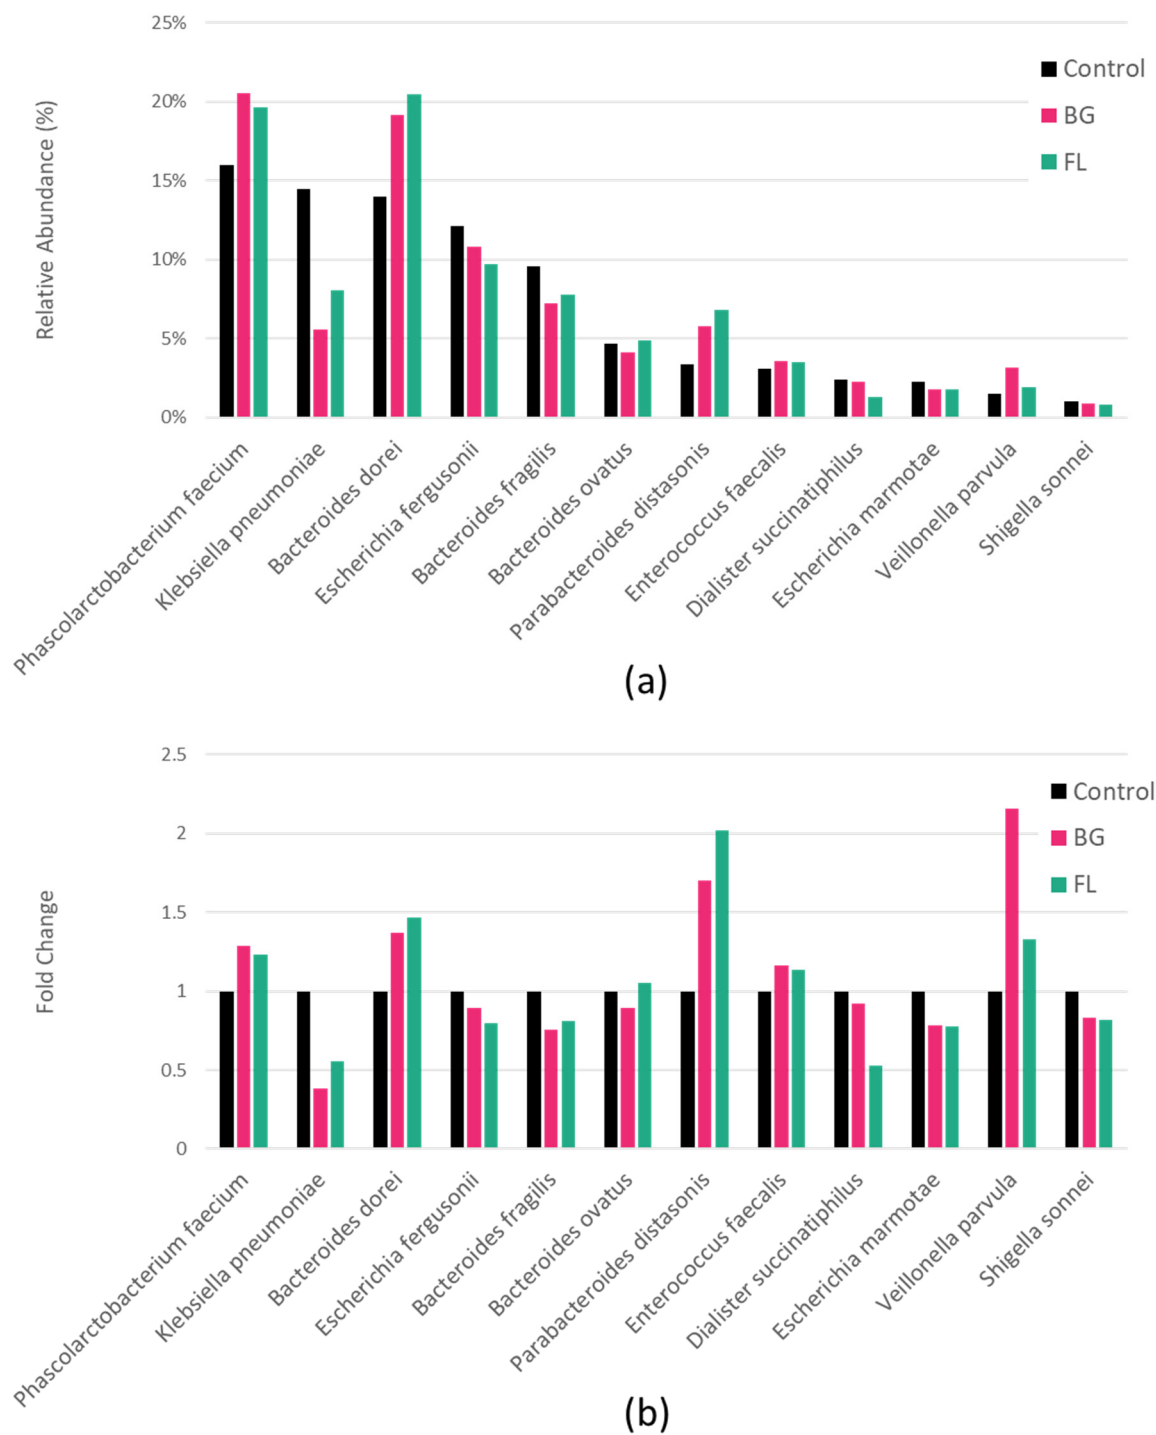 25%
20%
15%
10%
5%
0%
Relative Abundance (%)
Control
BG
FL
Phascolarctobacterium faecium
Klebsiella pneumoniae
Bacteroides dorei
Escherichia fergusonii
Bacteroides fragilis
Bacteroides ovatus
Parabacteroides distasonis
Enterococcus faecalis
Dialister succinatiphilus
Escherichia marmotae
Veillonella parvula
Shigella sonnei
(a)
2.5
2
1.5
1
0.5
0
Fold Change
Control
BG
FL
Phascolarctobacterium faecium
Klebsiella pneumoniae
Bacteroides dorei
Escherichia fergusonii
Bacteroides fragilis
Bacteroides ovatus
Parabacteroides distasonis
Enterococcus faecalis
Dialister succinatiphilus
Escherichia marmotae
Veillonella parvula
Shigella sonnei
(b)